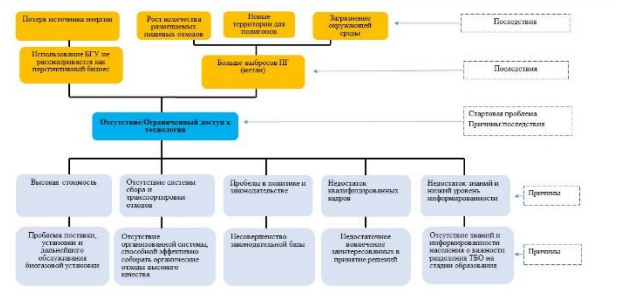 Потеря источника энергии
Рост количества
размещаемых
пищевых отходов
Новые
территории для
полигонов
Загрязнение
окружающей
среды
Последствия
Использование БГУ не
рассматривается как
перспективный бизнес
Больше выбросов ПГ
(метан)
Последствия
Отсутствие/Ограниченный доступ к
технологии
Стартовая проблема
Причины/последствия
Высокая стоимость
Отсутствие системы
сбора и
транспортировки
отходов
Пробелы в политике и
законодательстве
Недостаток
квалифицированных
кадров
Недостаток знаний и
низкий уровень
информированности
Причины
Проблема поставки,
установки и
дальнейшего
обслуживания
биогазовой установки
Отсутствие
организованной системы,
способной эффективно
собирать органические
отходы высокого
качества
Несовершенство
законодательной базы
Недостаточное
вовлечение
заинтересованных в
принятие решений
Отсутствие знаний и
информированности
населения о важности
разделения ТБО на
стадии образования
Причины